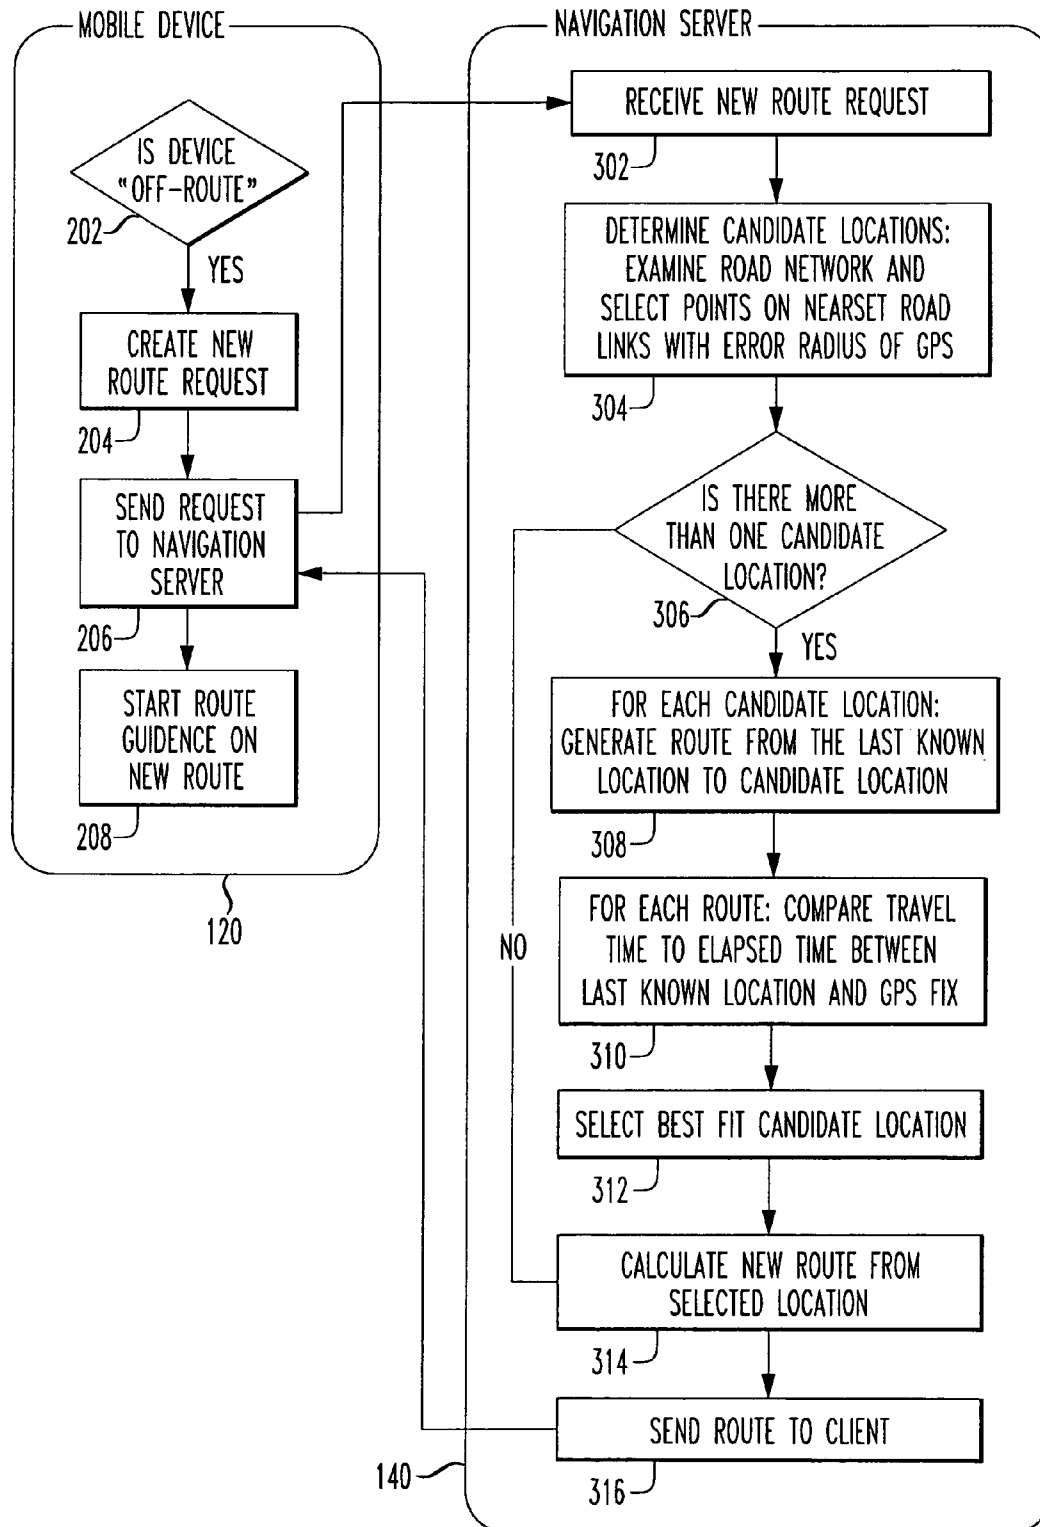 MOBILE DEVICE
IS DEVICE
"OFF-ROUTE"
202
YES
CREATE NEW
ROUTE REQUEST
204
SEND REQUEST
TO NAVIGATION
SERVER
206
START ROUTE
GUIDENCE ON
NEW ROUTE
208
120
NAVIGATION SERVER
RECEIVE NEW ROUTE REQUEST
302
DETERMINE CANDIDATE LOCATIONS:
EXAMINE ROAD NETWORK AND
SELECT POINTS ON NEARSET ROAD
LINKS WITH ERROR RADIUS OF GPS
304
IS THERE MORE
THAN ONE CANDIDATE
LOCATION?
306
YES
FOR EACH CANDIDATE LOCATION:
GENERATE ROUTE FROM THE LAST KNOWN
LOCATION TO CANDIDATE LOCATION
308
FOR EACH ROUTE: COMPARE TRAVEL
TIME TO ELAPSED TIME BETWEEN
LAST KNOWN LOCATION AND GPS FIX
310
NO
SELECT BEST FIT CANDIDATE LOCATION
312
CALCULATE NEW ROUTE FROM
SELECTED LOCATION
314
SEND ROUTE TO CLIENT
316
140